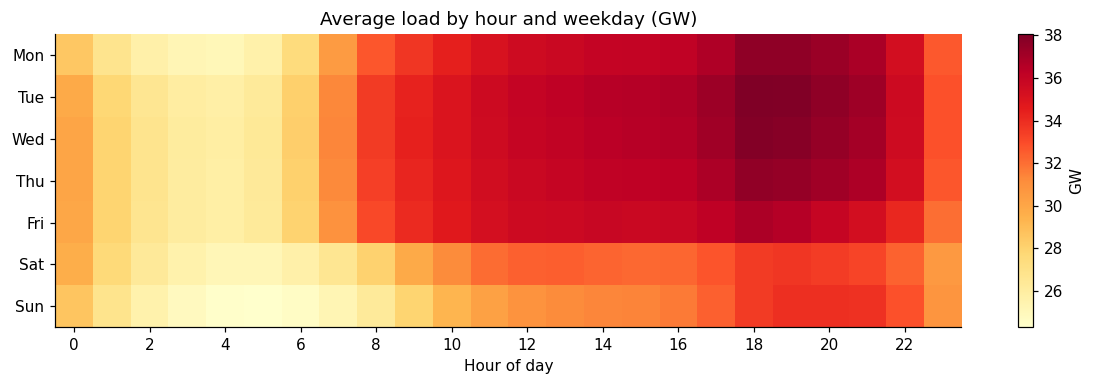 Average load by hour and weekday (GW)
Mon
Tue
Wed
Thu
Fri
Sat
Sun
0 2 4 6 8 10 12 14 16 18 20 22
Hour of day
38
36
34
32
30
28
26
GW